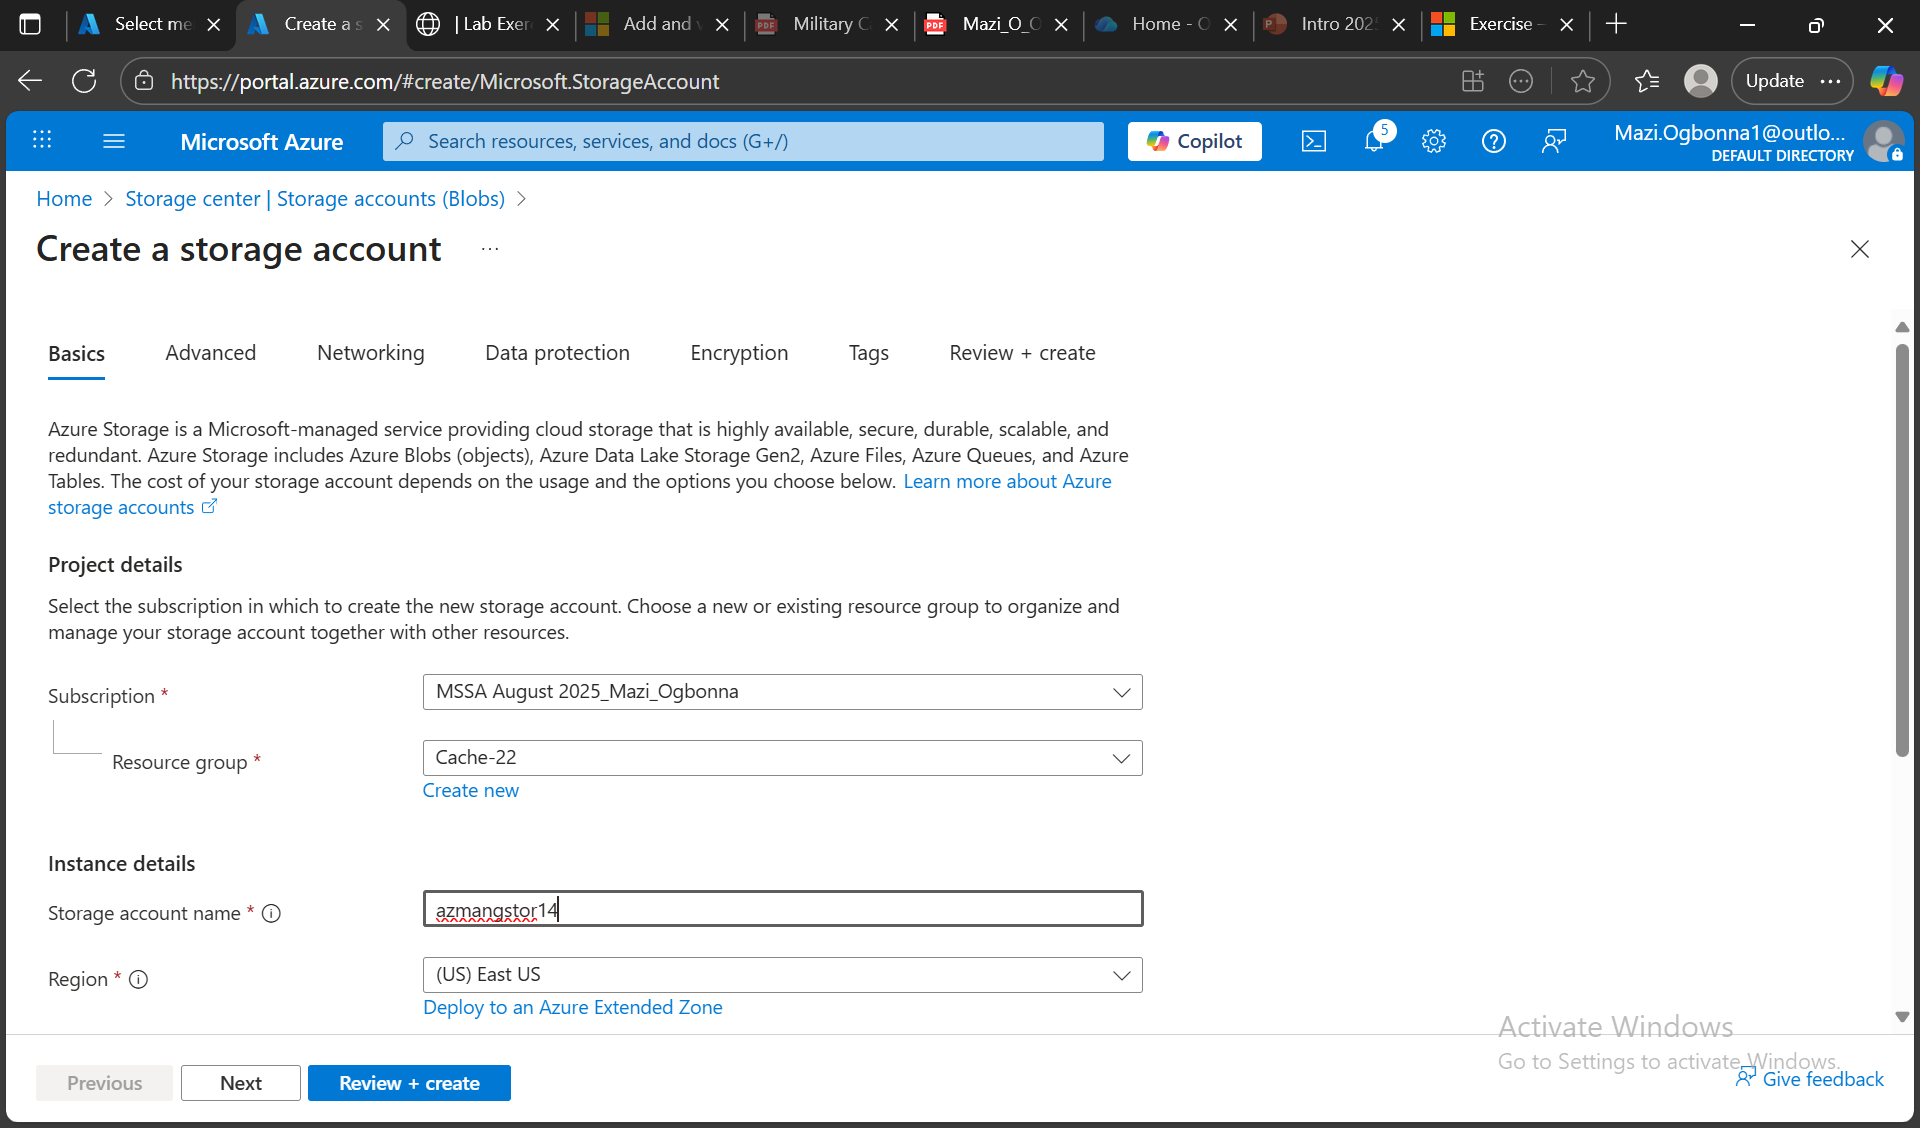 Select me
Create a s
| Lab Exer
Add and v
Military C
Mazi_O_O
Home - O
Intro 202
Exercise -
https://portal.azure.com/#create/Microsoft.StorageAccount
Update
Microsoft Azure
Search resources, services, and docs (G+/)
Copilot
5
Mazi.Ogbonna1@outlo...
DEFAULT DIRECTORY
Home > Storage center | Storage accounts (Blobs) >
Create a storage account ...
Basics
Advanced
Networking
Data protection
Encryption
Tags
Review + create
Azure Storage is a Microsoft-managed service providing cloud storage that is highly available, secure, durable, scalable, and
redundant. Azure Storage includes Azure Blobs (objects), Azure Data Lake Storage Gen2, Azure Files, Azure Queues, and Azure
Tables. The cost of your storage account depends on the usage and the options you choose below. Learn more about Azure
storage accounts
Project details
Select the subscription in which to create the new storage account. Choose a new or existing resource group to organize and
manage your storage account together with other resources.
Subscription *
MSSA August 2025_Mazi_Ogbonna
Resource group *
Cache-22
Create new
Instance details
Storage account name *
azmangstor14
Region *
(US) East US
Deploy to an Azure Extended Zone
Activate Windows
Go to Settings to activate Windows.
Previous
Next
Review + create
Give feedback